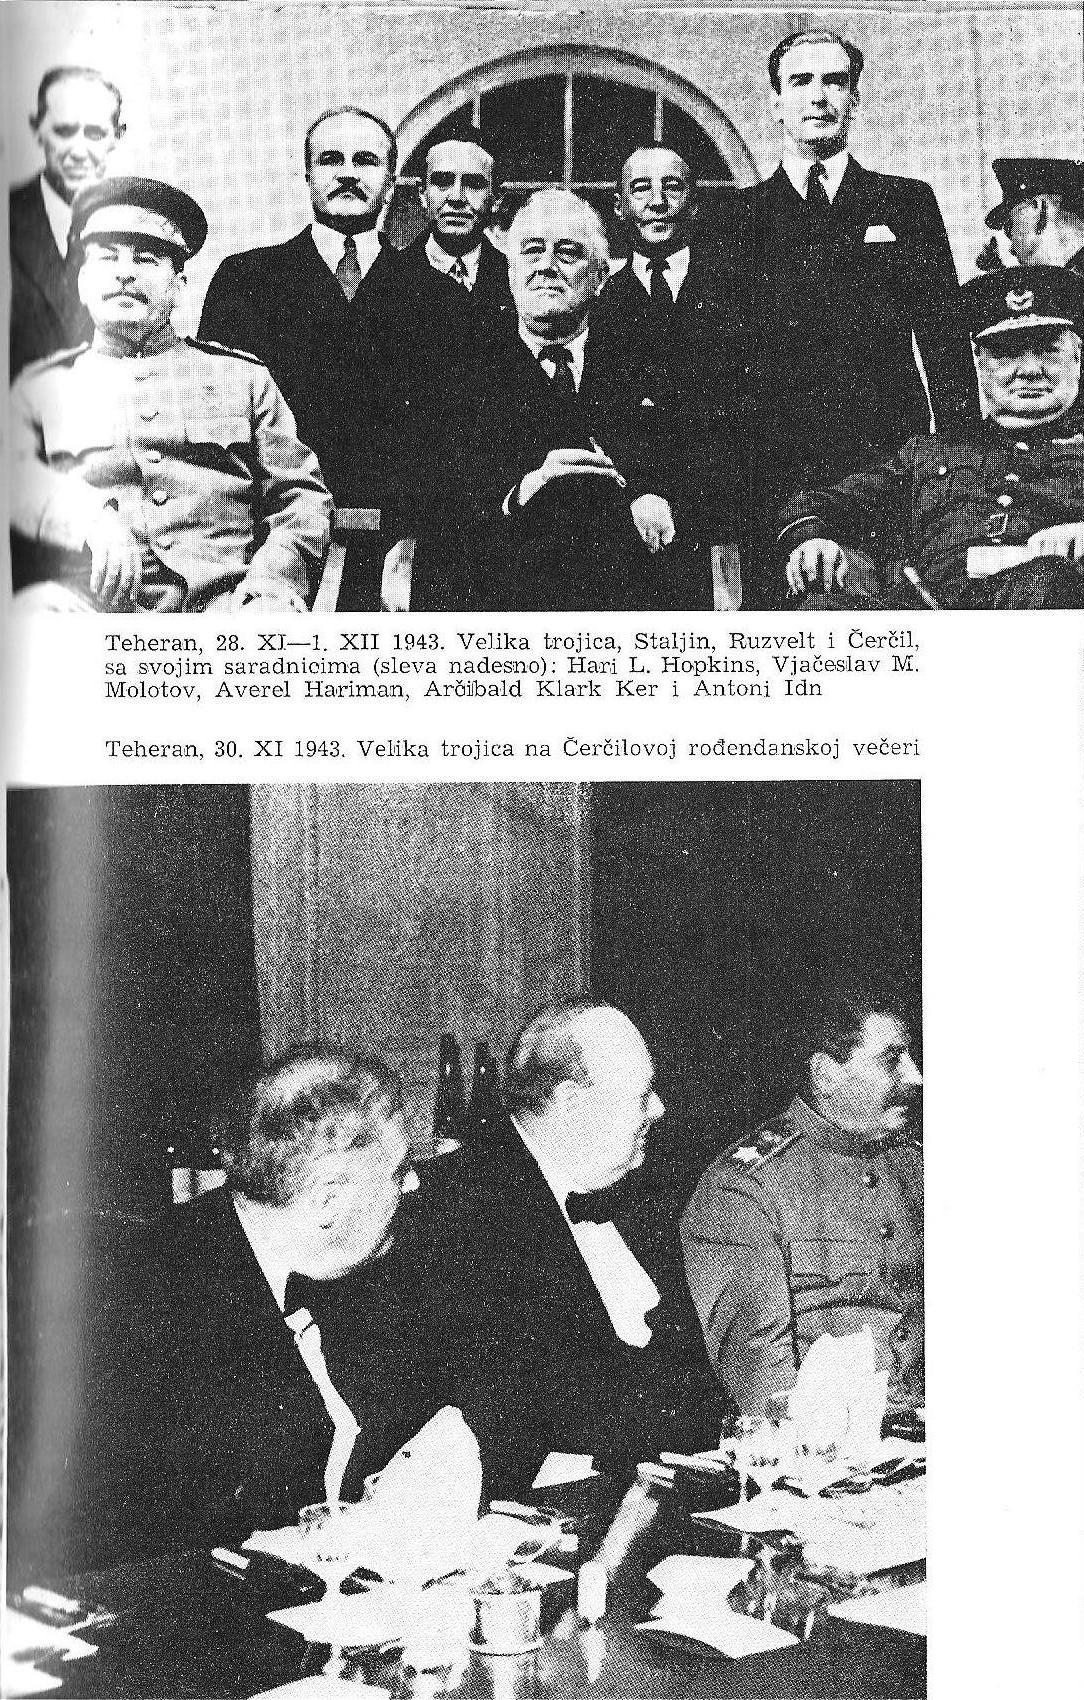 Teheran, 28. XI—1. XII 1943. Velika trojica, Staljin, Ruzvelt i Čerčil,
sa svojim saradnicima (sleva nadesno): Hari L. Hopkins, Vjačeslav M.
Molotov, Averel Hariman, Arčibald Klark Ker i Antoni Idn
Teheran, 30. XI 1943. Velika trojica na Čerčilovoj rođendanskoj večeri